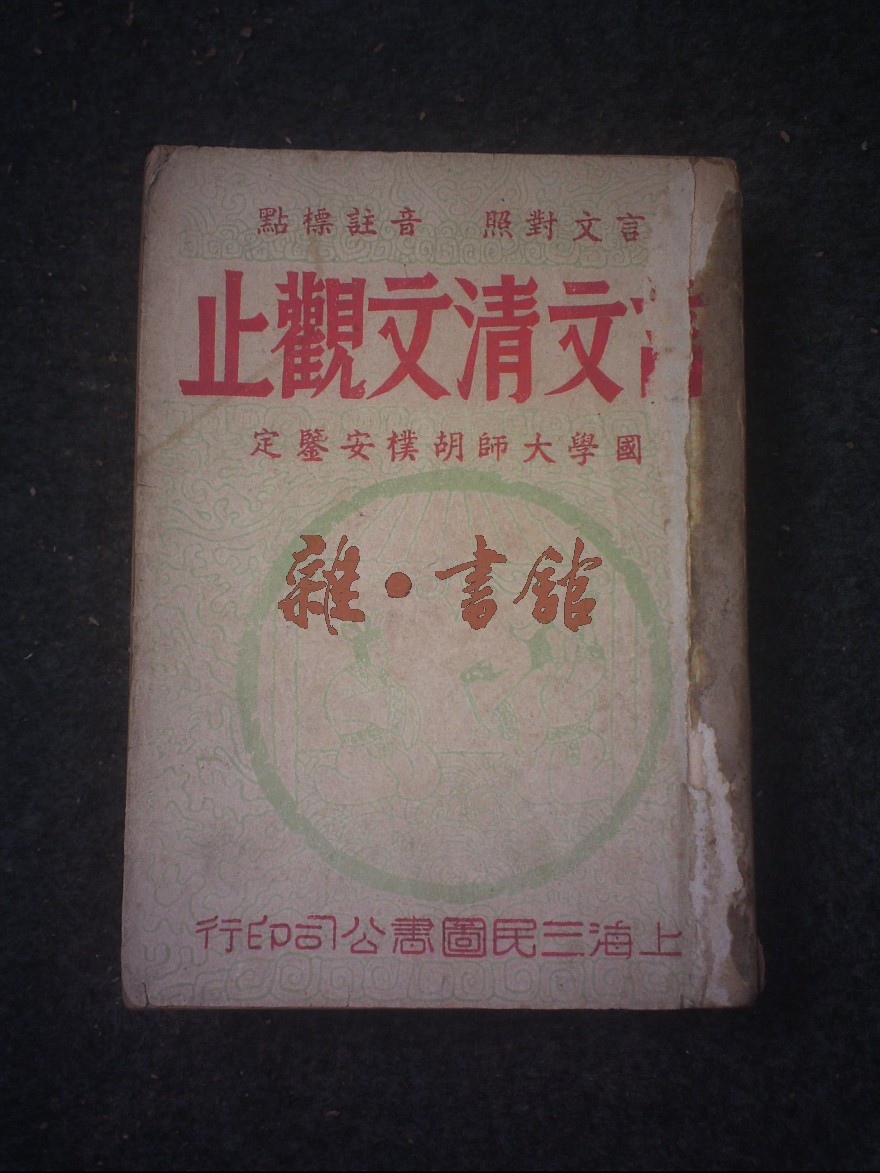 言文對照 音註標點
言文清文觀止
國學大師胡樸安鑒定
雜·書館
上海三民圖書公司印行